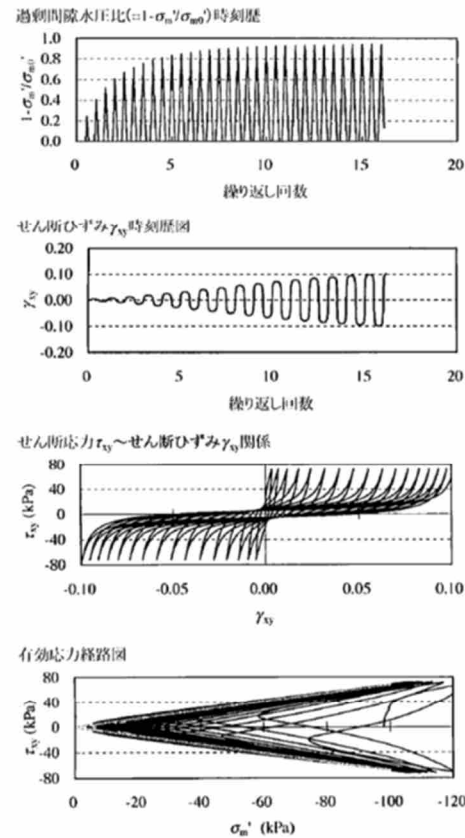 過剰間隙水圧比(=1-σm'/σm0')時刻歴
1-σm'/σm0'
1.0
0.8
0.6
0.4
0.2
0.0
0 5 10 15 20
繰り返し回数
せん断ひずみγxy時刻歴図
γxy
0.20
0.10
0.00
-0.10
-0.20
0 5 10 15 20
繰り返し回数
せん断応力τxy～せん断ひずみγxy関係
τxy (kPa)
80
40
0
-40
-80
-0.10 -0.05 0.00 0.05 0.10
γxy
有効応力経路図
τxy (kPa)
80
40
0
-40
-80
0 -20 -40 -60 -80 -100 -120
σm' (kPa)